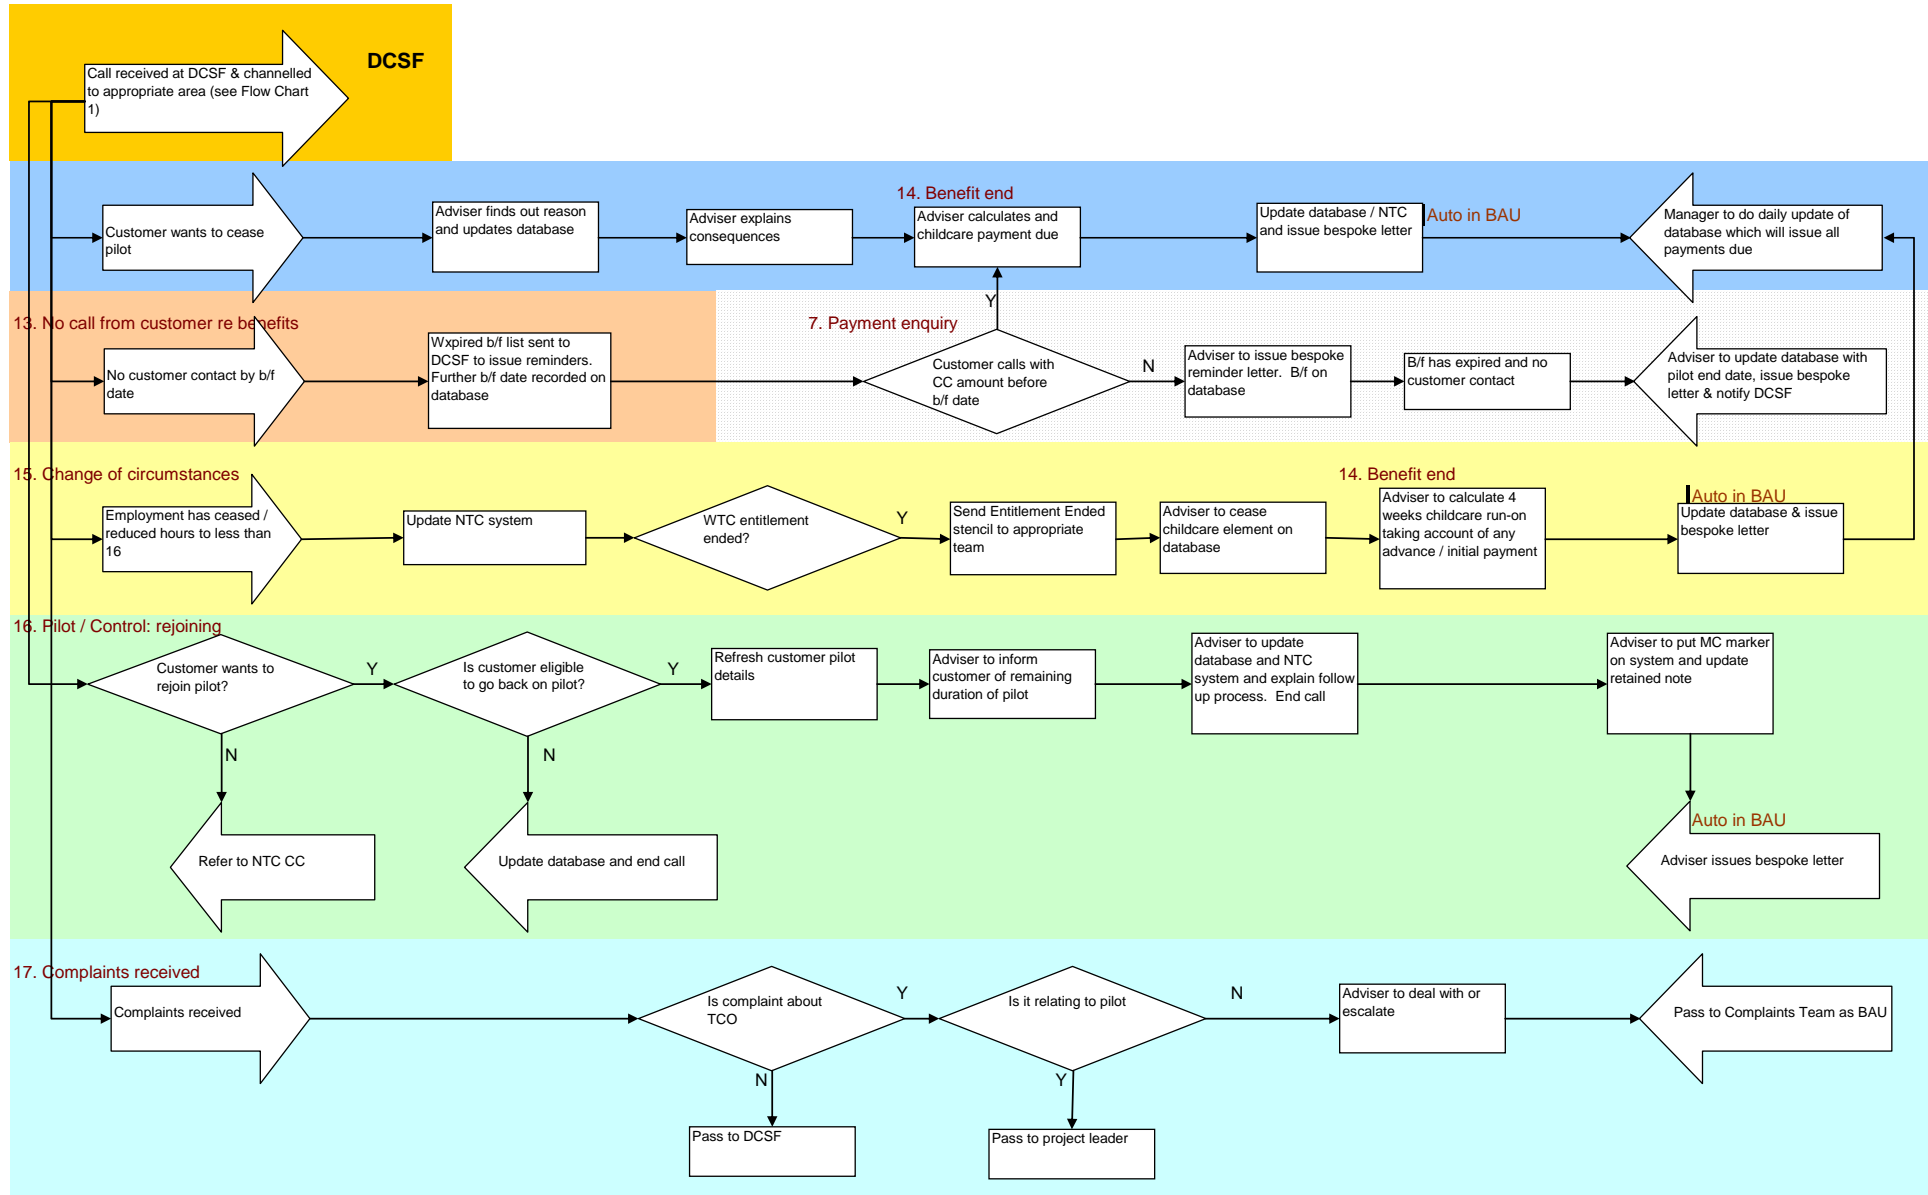 DCSF
Call received at DCSF & channelled
to appropriate area (see Flow Chart
1)
14. Benefit end
Customer wants to cease
pilot
Adviser finds out reason
and updates database
Adviser explains
consequences
Adviser calculates and
childcare payment due
Update database / NTC
and issue bespoke letter
Auto in BAU
Manager to do daily update of
database which will issue all
payments due
Y
13. No call from customer re benefits
No customer contact by b/f
date
Wxpired b/f list sent to
DCSF to issue reminders.
Further b/f date recorded on
database
7. Payment enquiry
Customer calls with
CC amount before
b/f date
N
Adviser to issue bespoke
reminder letter.  B/f on
database
B/f has expired and no
customer contact
Adviser to update database with
pilot end date, issue bespoke
letter & notify DCSF
15. Change of circumstances
Employment has ceased /
reduced hours to less than
16
Update NTC system
WTC entitlement
ended?
Y
Send Entitlement Ended
stencil to appropriate
team
Adviser to cease
childcare element on
database
14. Benefit end
Adviser to calculate 4
weeks childcare run-on
taking account of any
advance / initial payment
Auto in BAU
Update database & issue
bespoke letter
16. Pilot / Control: rejoining
Customer wants to
rejoin pilot?
Y
Is customer eligible
to go back on pilot?
Y
Refresh customer pilot
details
Adviser to inform
customer of remaining
duration of pilot
Adviser to update
database and NTC
system and explain follow
up process.  End call
Adviser to put MC marker
on system and update
retained note
N
N
Refer to NTC CC
Update database and end call
Auto in BAU
Adviser issues bespoke letter
17. Complaints received
Complaints received
Is complaint about
TCO
Y
Is it relating to pilot
N
Adviser to deal with or
escalate
Pass to Complaints Team as BAU
N
Y
Pass to DCSF
Pass to project leader